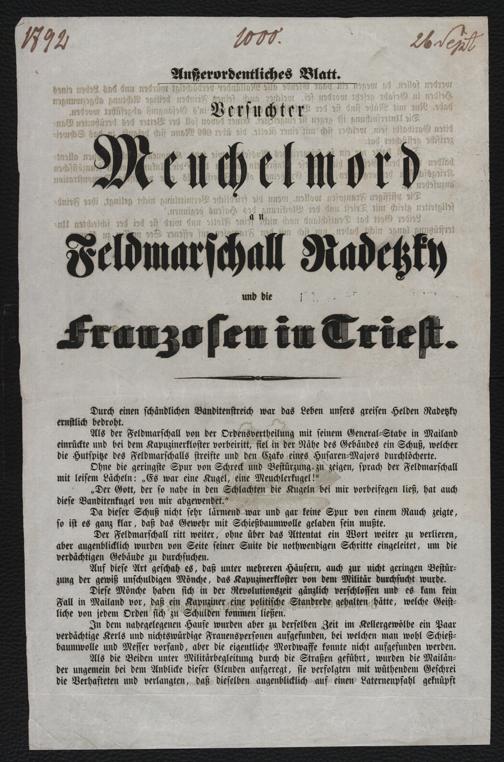 1792
1000.
26 Sept
Außerordentliches Blatt.
Versuchter
Meuchelmord
an
Feldmarschall Radetzky
und die
Franzosen in Triest.
Durch einen schändlichen Banditenstreich war das Leben unsers greisen Helden Radetzky
ernstlich bedroht.
Als der Feldmarschall von der Ordensvertheilung mit seinem General-Stabe in Mailand
einrückte und bei dem Kapuzinerkloster vorbeiritt, fiel in der Nähe des Gebäudes ein Schuß, welcher
die Hutspitze des Feldmarschalls streifte und den Czako eines Husaren-Majors durchlöcherte.
Ohne die geringste Spur von Schreck und Bestürzung zu zeigen, sprach der Feldmarschall
mit leisem Lächeln: „Es war eine Kugel, eine Meuchlerkugel!“
„Der Gott, der so nahe in den Schlachten die Kugeln bei mir vorbeifegen ließ, hat auch
diese Banditenkugel von mir abgewendet.“
Da dieser Schuß nicht sehr lärmend war und gar keine Spur von einem Rauch zeigte,
so ist es ganz klar, daß das Gewehr mit Schießbaumwolle geladen sein mußte.
Der Feldmarschall ritt weiter, ohne über das Attentat ein Wort weiter zu verlieren,
aber augenblicklich wurden von Seite seiner Suite die nothwendigen Schritte eingeleitet, um die
verdächtigen Gebäude zu durchsuchen.
Auf diese Art geschah es, daß unter mehreren Häusern, auch zur nicht geringen Bestür-
zung der gewiß unschuldigen Mönche, das Kapuzinerkloster von dem Militär durchsucht wurde.
Diese Mönche haben sich in der Revolutionszeit gänzlich verschlossen und es kam kein
Fall in Mailand vor, daß ein Kapuziner eine politische Standrede gehalten hätte, welche Geist-
liche von jedem Orden sich zu Schulden kommen ließen.
In dem nahegelegenen Hause wurden aber zu derselben Zeit im Kellergewölbe ein Paar
verdächtige Kerls und nichtswürdige Frauenspersonen aufgefunden, bei welchen man wohl Schieß-
baumwolle und Messer vorfand, aber die eigentliche Mordwaffe konnte nicht aufgefunden werden.
Als die Beiden unter Militärbegleitung durch die Straßen geführt, wurden die Mailän-
der ungemein bei dem Anblicke dieser Elenden aufgeregt, sie verfolgten mit wüthendem Geschrei
die Verhafteten und verlangten, daß dieselben augenblicklich auf einen Laternenpfahl geknüpft